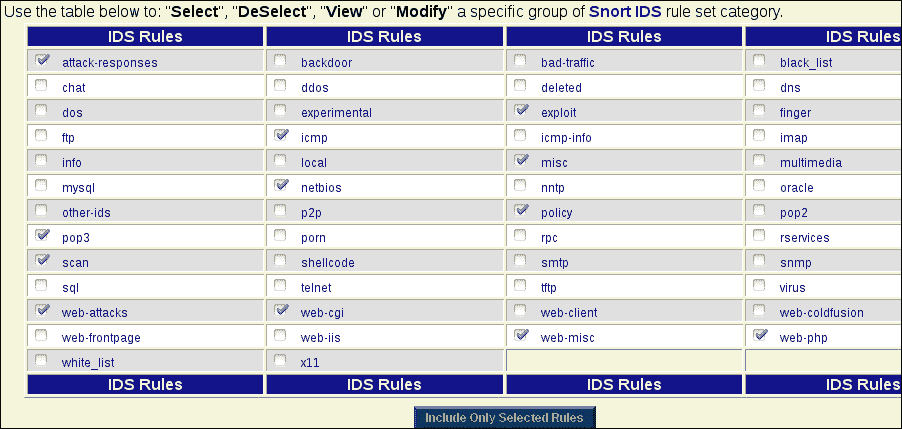 Use the table below to: "Select", "DeSelect", "View" or "Modify" a specific group of Snort IDS rule set category.
IDS Rules IDS Rules IDS Rules IDS Rules
attack-responses backdoor bad-traffic black_list
chat ddos deleted dns
dos experimental exploit finger
ftp icmp icmp-info imap
info local misc multimedia
mysql netbios nntp oracle
other-ids p2p policy pop2
pop3 porn rpc rservices
scan shellcode smtp snmp
sql telnet tftp virus
web-attacks web-cgi web-client web-coldfusion
web-frontpage web-iis web-misc web-php
white_list x11
IDS Rules IDS Rules IDS Rules IDS Rules
Include Only Selected Rules